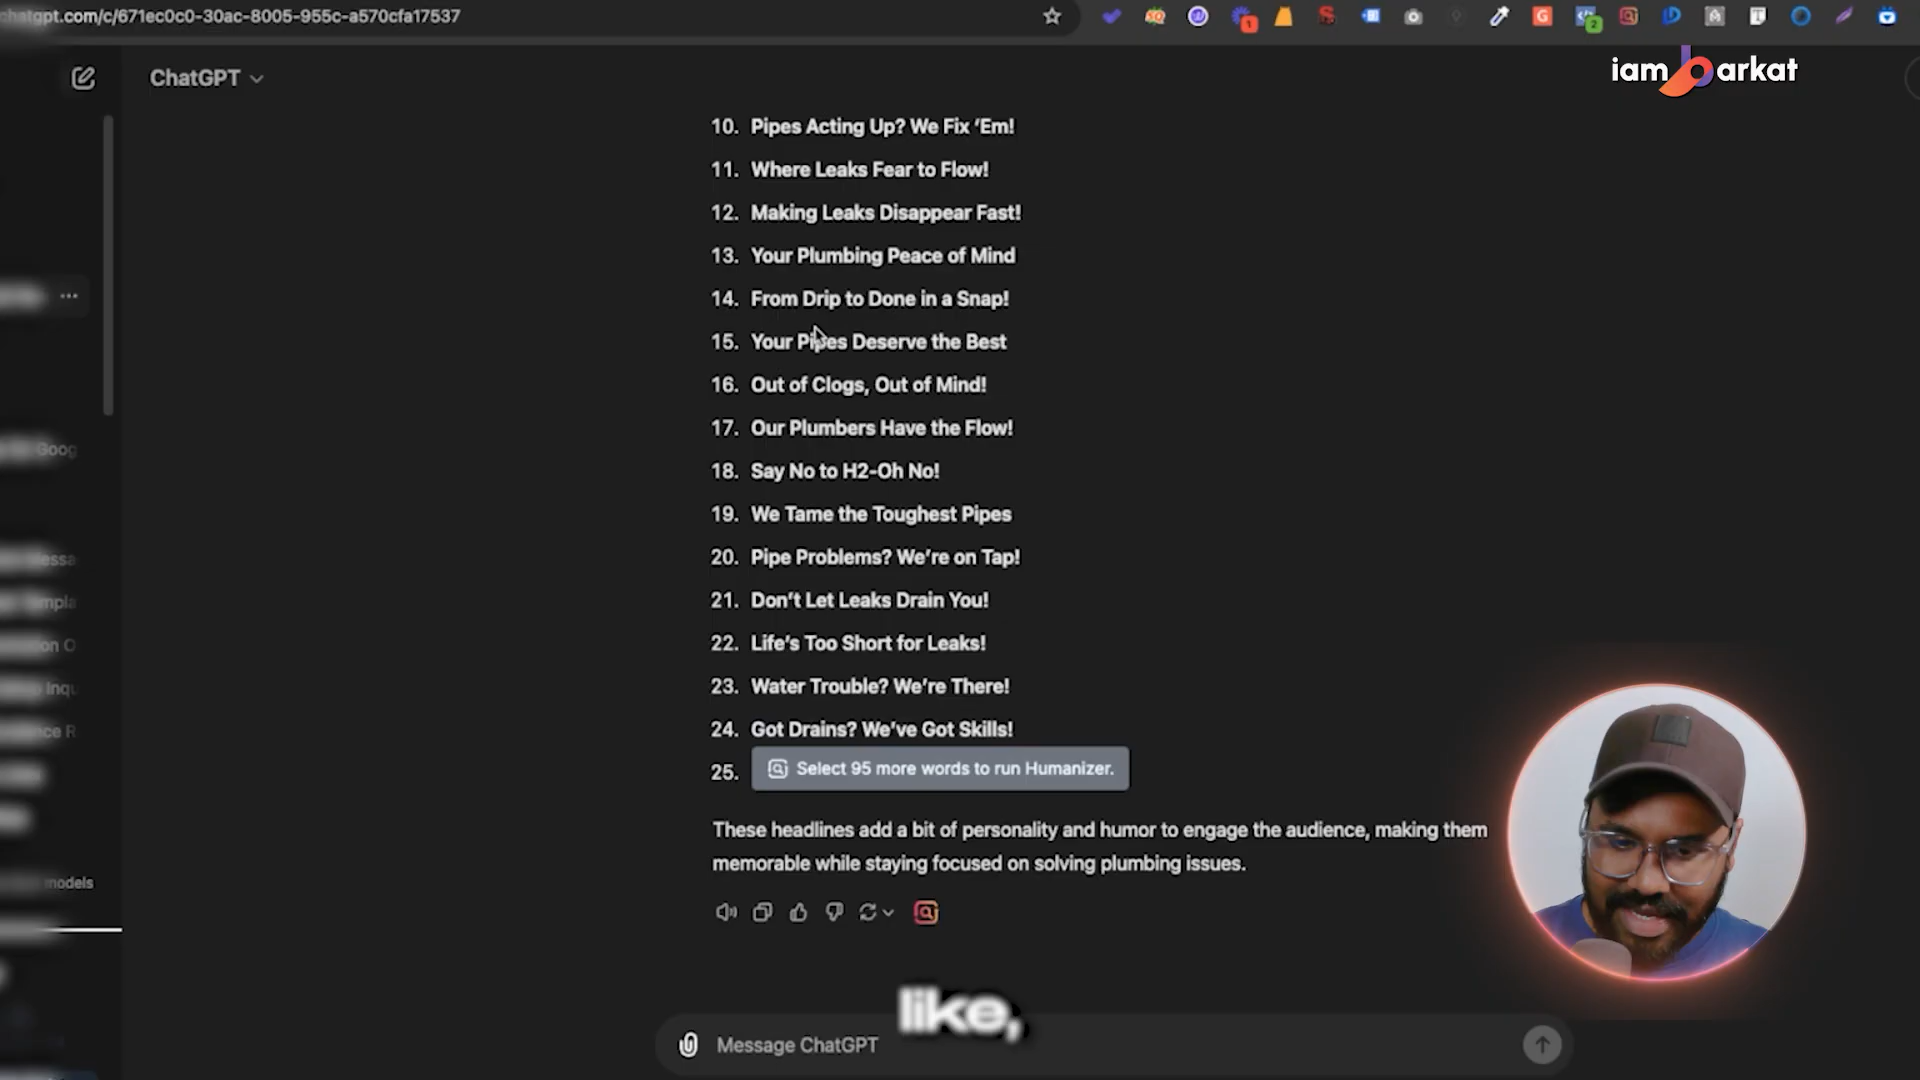 chatgpt.com/c/671ec0c0-30ac-8005-955c-a570cfa17537
1
2
ChatGPT
iam barkat
10. Pipes Acting Up? We Fix ‘Em!
11. Where Leaks Fear to Flow!
12. Making Leaks Disappear Fast!
13. Your Plumbing Peace of Mind
14. From Drip to Done in a Snap!
15. Your Pipes Deserve the Best
16. Out of Clogs, Out of Mind!
17. Our Plumbers Have the Flow!
18. Say No to H2-Oh No!
19. We Tame the Toughest Pipes
20. Pipe Problems? We’re on Tap!
21. Don’t Let Leaks Drain You!
22. Life’s Too Short for Leaks!
23. Water Trouble? We’re There!
24. Got Drains? We’ve Got Skills!
25.
Select 95 more words to run Humanizer.
These headlines add a bit of personality and humor to engage the audience, making them
memorable while staying focused on solving plumbing issues.
models
like,
Message ChatGPT